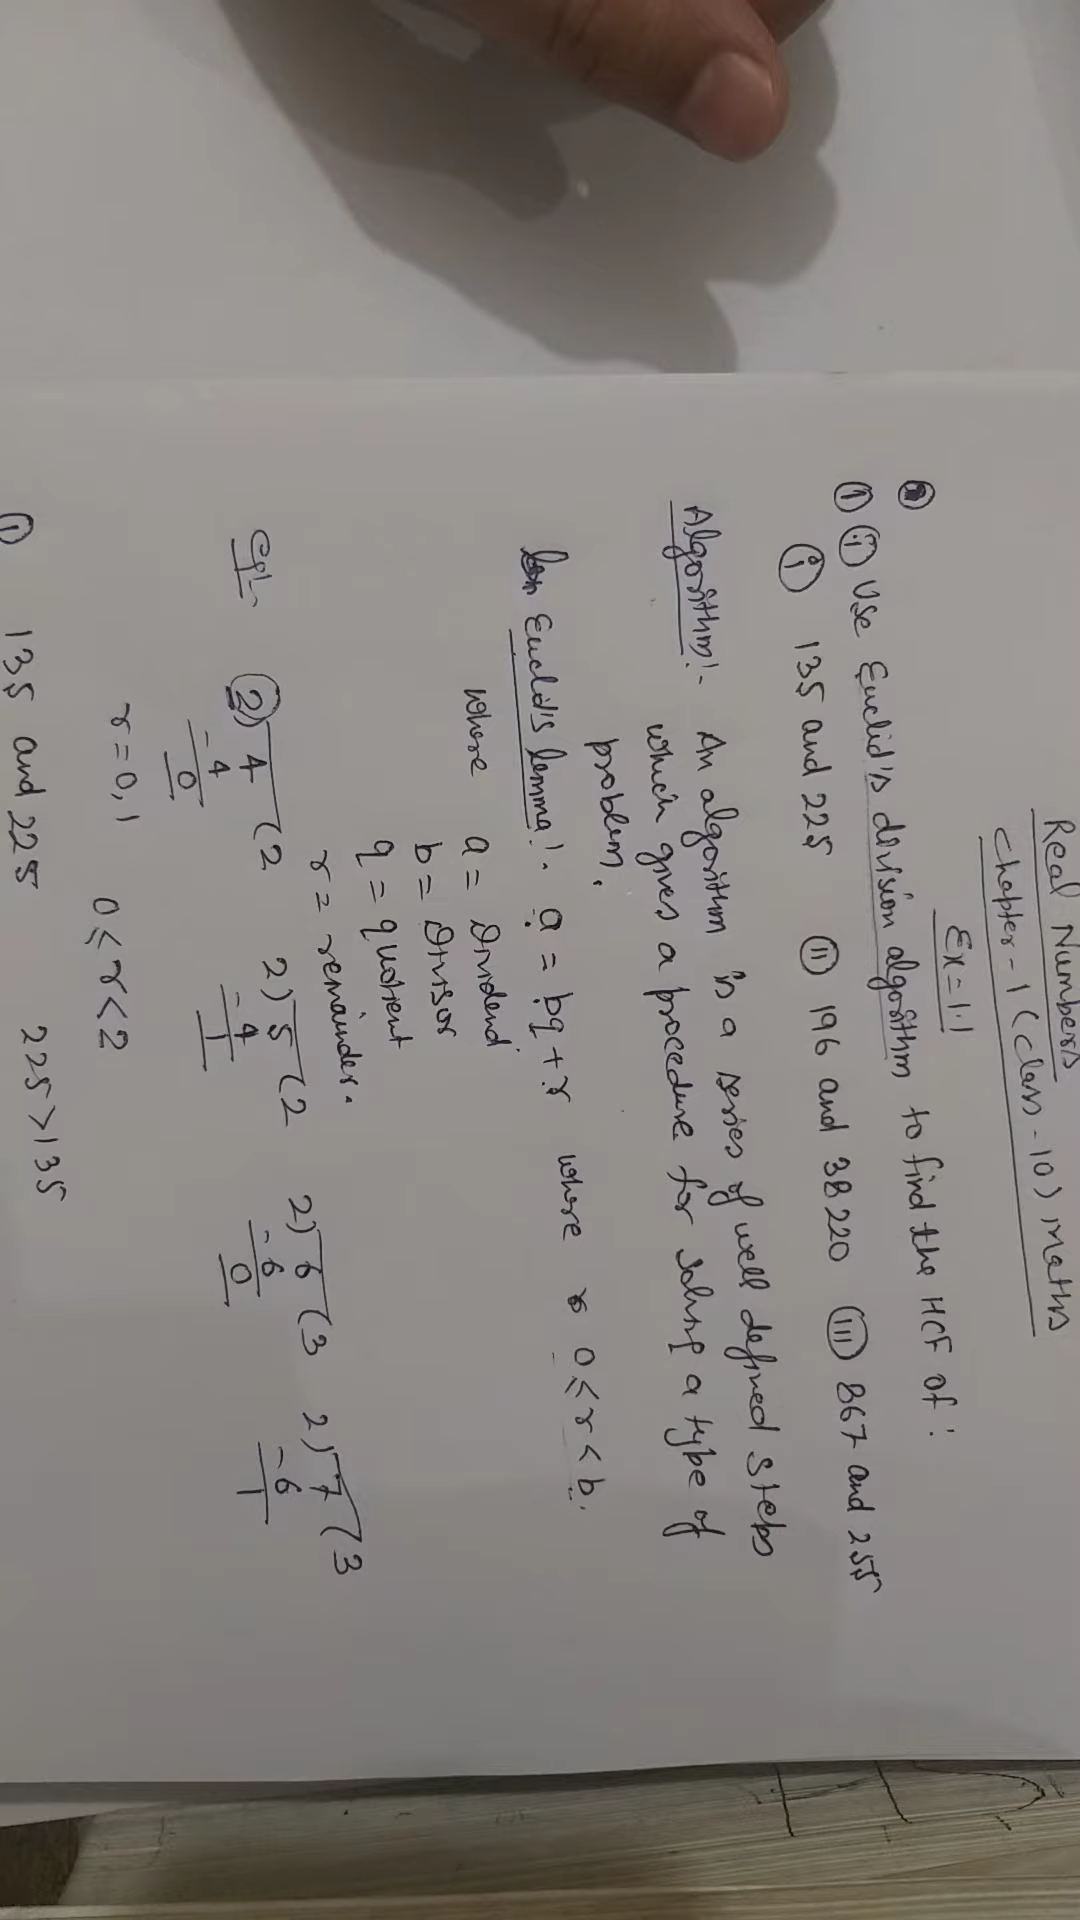 Real Numbers
Chapter-1 (Class-10) Maths
Ex=1.1
① Use Euclid's division algorithm to find the HCF of :
(i) 135 and 225 (ii) 196 and 38220 (iii) 867 and 255
Algorithm:- An algorithm is a series of well defined steps
which gives a procedure for solving a type of
problem.
Euclid's lemma:- a = bq + r where 0 ≤ r < b.
where a = Dividend
b = Divisor
q = quotient
r = remainder.
eg:- 2)4(2 2)5(2 2)6(3 2)7(3
-4 -4 -6 -6
0 1 0 1
r = 0, 1 0 ≤ r < 2
① 135 and 225 225 > 135